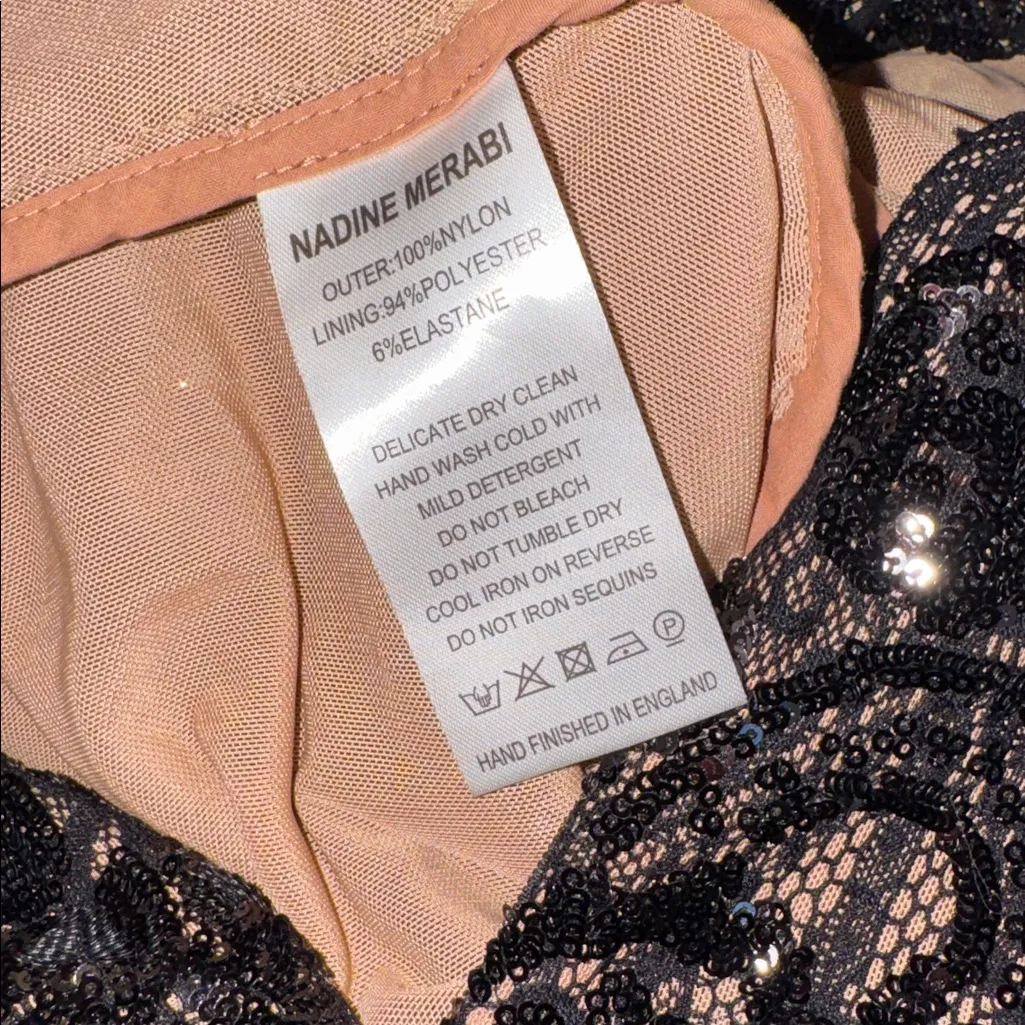 NADINE MERABI
OUTER:100%NYLON
LINING:94%POLYESTER
6%ELASTANE
DELICATE DRY CLEAN
HAND WASH COLD WITH
MILD DETERGENT
DO NOT BLEACH
DO NOT TUMBLE DRY
COOL IRON ON REVERSE
DO NOT IRON SEQUINS
P
HAND FINISHED IN ENGLAND